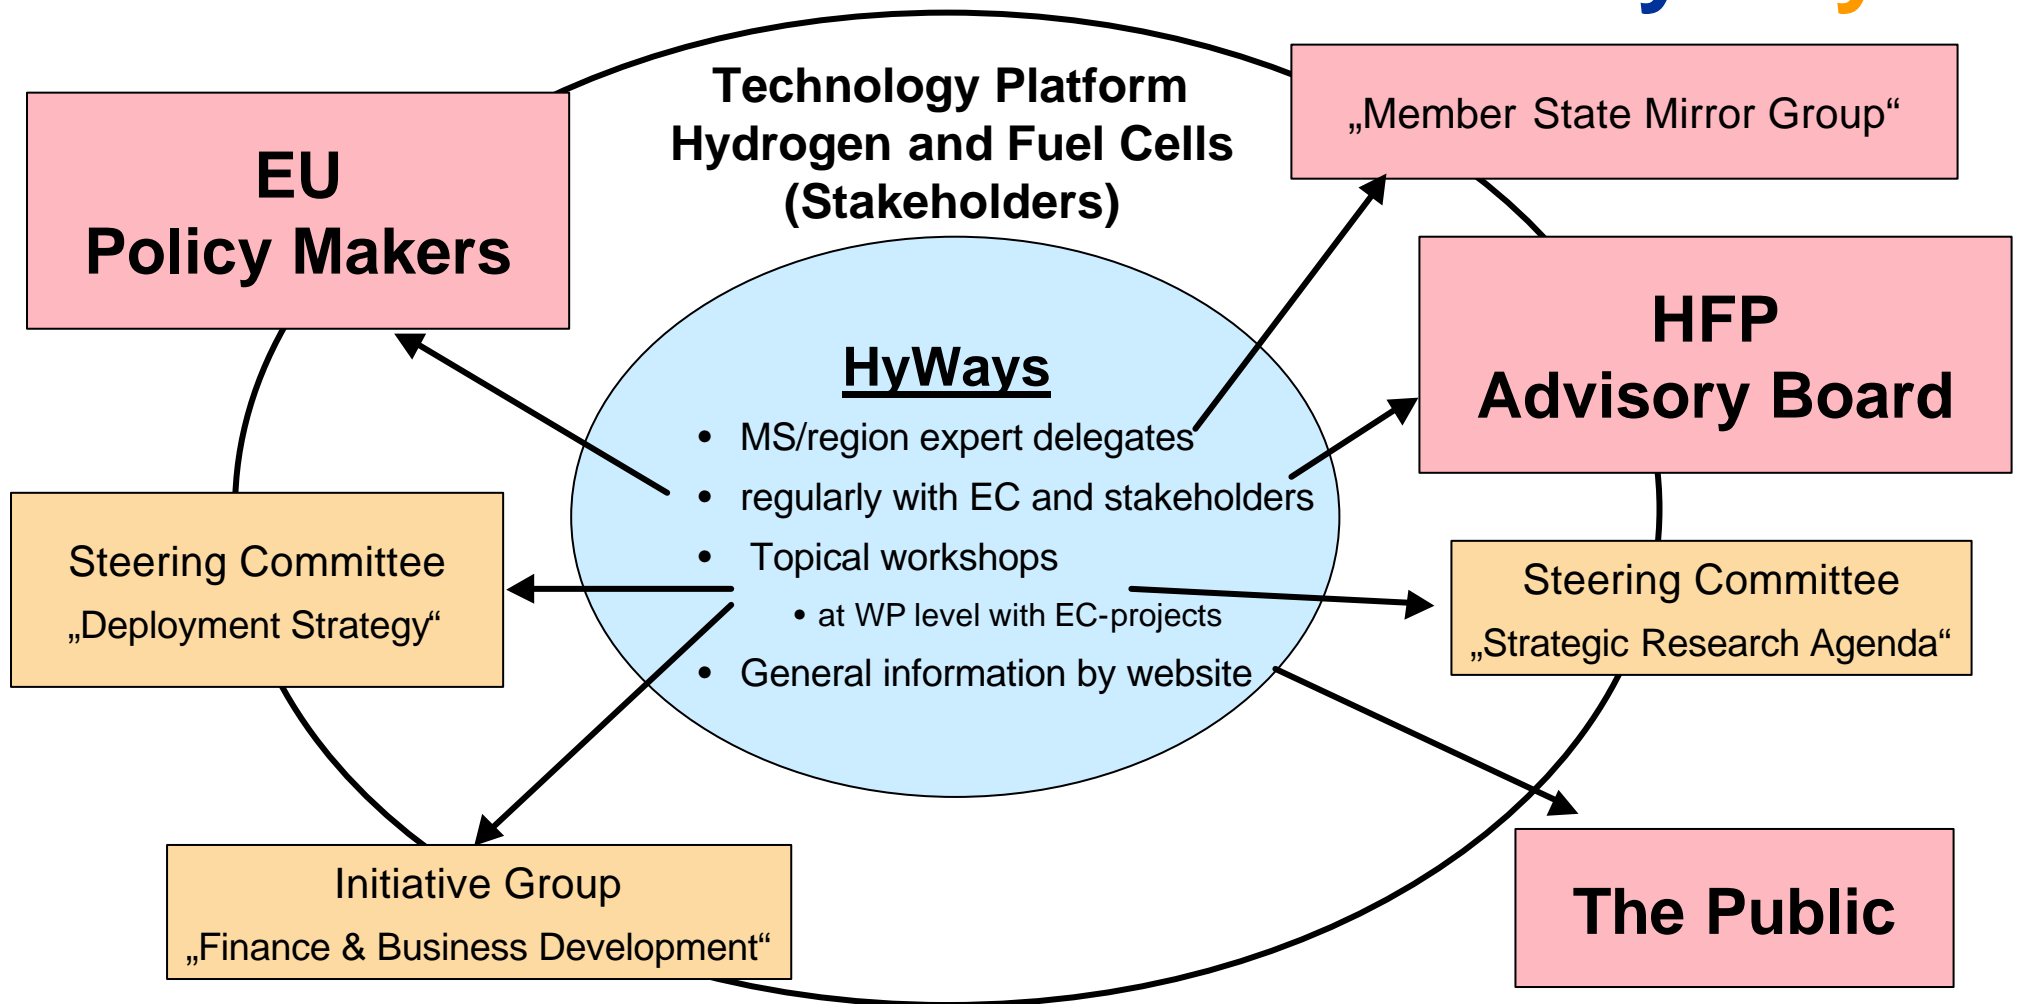 Technology Platform
Hydrogen and Fuel Cells
(Stakeholders)
„Member State Mirror Group“
EU
Policy Makers
HFP
Advisory Board
HyWays
• MS/region expert delegates
• regularly with EC and stakeholders
• Topical workshops
• at WP level with EC-projects
• General information by website
Steering Committee
„Deployment Strategy“
Steering Committee
„Strategic Research Agenda“
Initiative Group
„Finance & Business Development“
The Public